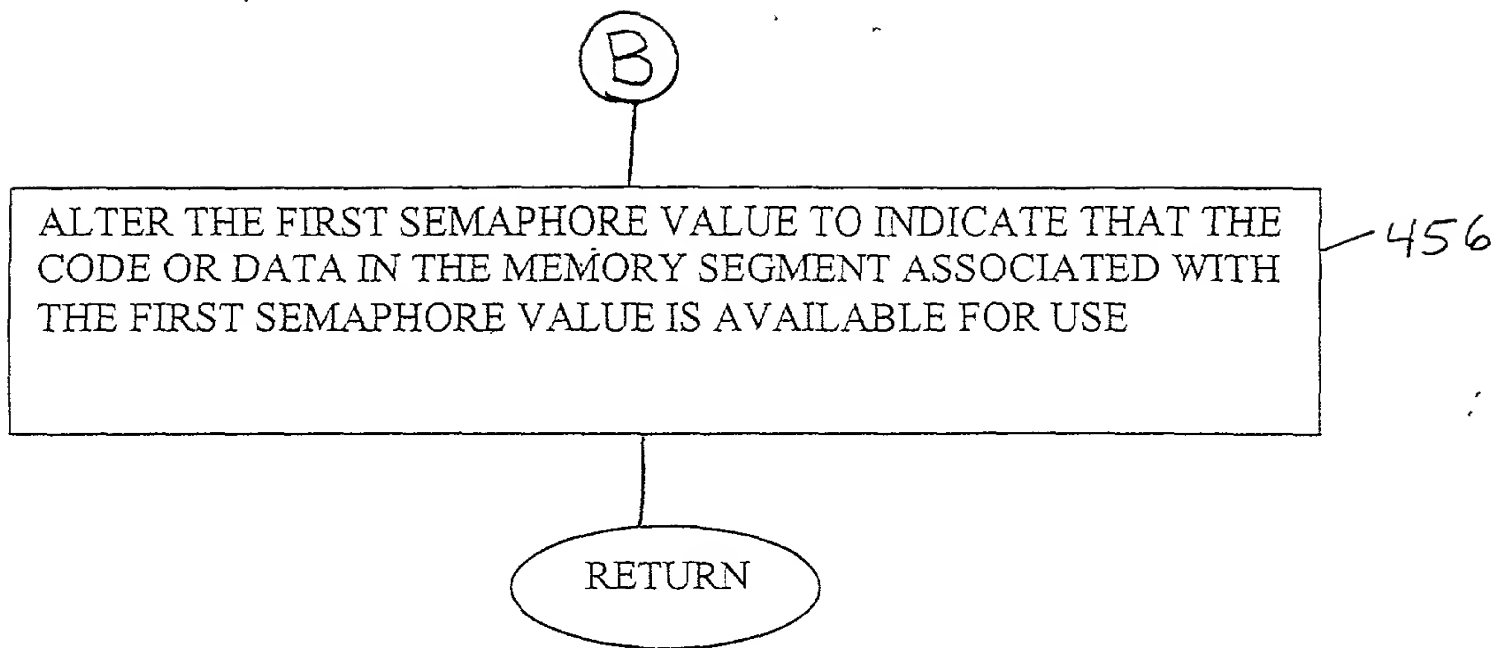 B
ALTER THE FIRST SEMAPHORE VALUE TO INDICATE THAT THE
CODE OR DATA IN THE MEMORY SEGMENT ASSOCIATED WITH
THE FIRST SEMAPHORE VALUE IS AVAILABLE FOR USE
456
RETURN